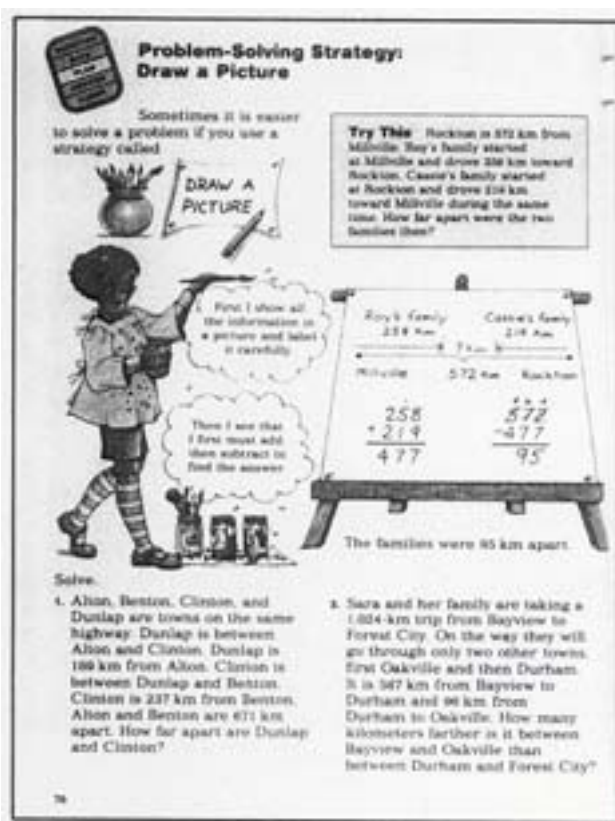 PLAN
Problem-Solving Strategy:
Draw a Picture
Sometimes it is easier
to solve a problem if you use a
strategy called
DRAW A
PICTURE
Try This Rockton is 572 km from
Millville. Roy's family started
at Millville and drove 258 km toward
Rockton. Cassie's family started
at Rockton and drove 219 km
toward Millville during the same
time. How far apart were the two
families then?
First I show all
the information in
a picture and label
it carefully.
Then I see that
I first must add
then subtract to
find the answer
Roy's family
258 km
Cassie's family
219 km
? km
Millville 572 km Rockton
258
+219
477
572
-477
95
The families were 95 km apart.
Solve.
1. Alton, Benton, Clinton, and
Dunlap are towns on the same
highway. Dunlap is between
Alton and Clinton. Dunlap is
189 km from Alton. Clinton is
between Dunlap and Benton.
Clinton is 237 km from Benton.
Alton and Benton are 671 km
apart. How far apart are Dunlap
and Clinton?
2. Sara and her family are taking a
1,024-km trip from Bayview to
Forest City. On the way they will
go through only two other towns,
first Oakville and then Durham.
It is 587 km from Bayview to
Durham and 96 km from
Durham to Oakville. How many
kilometers farther is it between
Bayview and Oakville than
between Durham and Forest City?